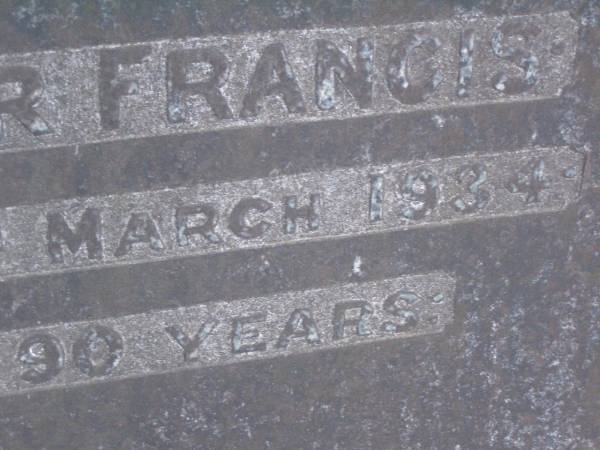 R FRANCIS.
MARCH 1934.
90 YEARS.